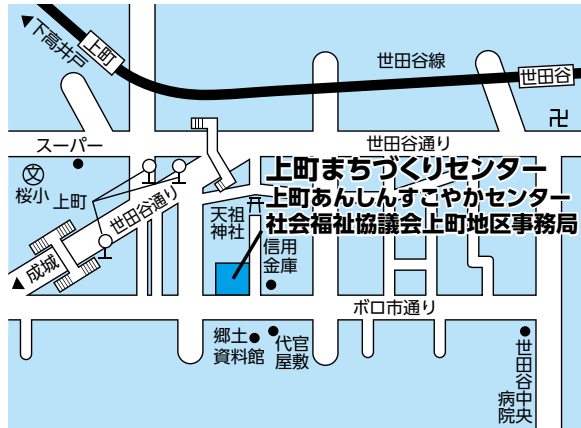 下高井戸
上町
世田谷線
世田谷
卍
スーパー
世田谷通り
文
桜小
上町
世田谷通り
上町まちづくりセンター
上町あんしんすこやかセンター
社会福祉協議会上町地区事務局
天祖
神社
信用
金庫
成城
ボロ市通り
郷土
資料館
代官
屋敷
世田谷中央
病院